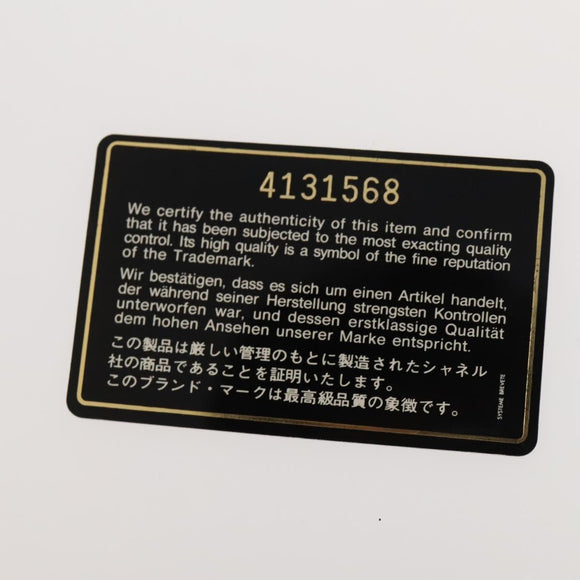 4131568
We certify the authenticity of this item and confirm
that it has been subjected to the most exacting quality
control. Its high quality is a symbol of the fine reputation
of the Trademark.
Wir bestätigen, dass es sich um einen Artikel handelt,
der während seiner Herstellung strengsten Kontrollen
unterworfen war, und dessen erstklassige Qualität
dem hohen Ansehen unserer Marke entspricht.
この製品は厳しい管理のもとに製造されたシャネル
社の商品であることを証明いたします。
このブランド・マークは最高級品質の象徴です。
SYSTEME BREVETE